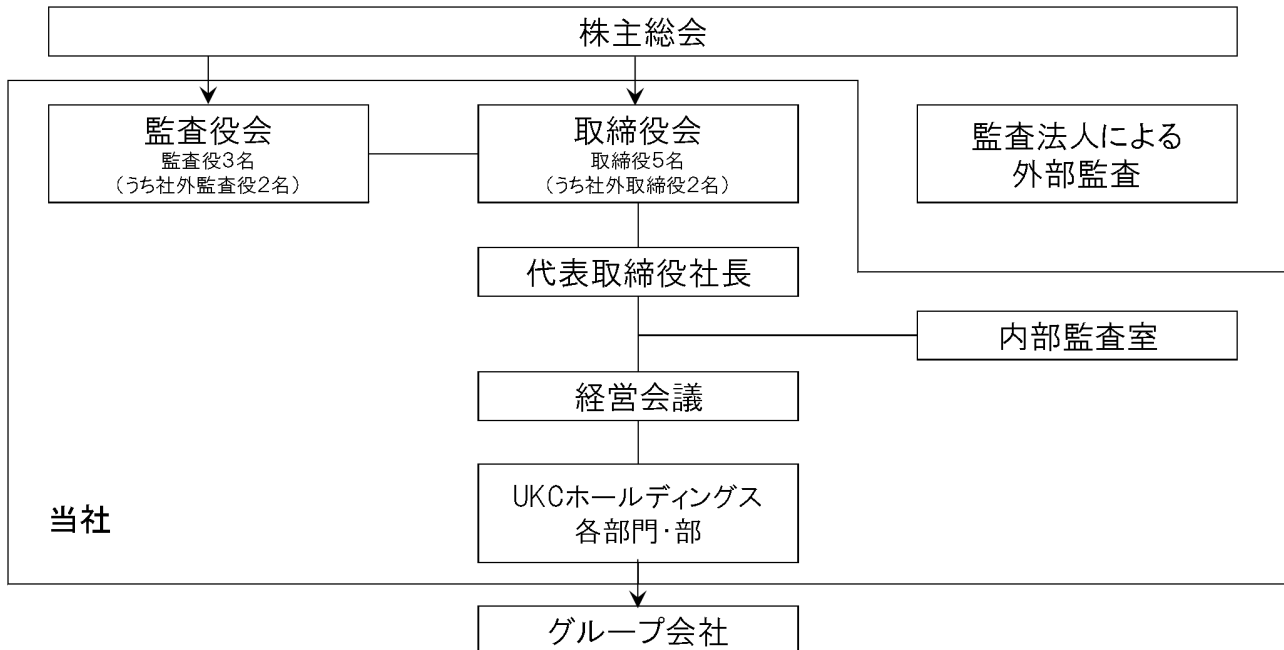 株主総会
監査役会
監査役3名
（うち社外監査役2名）
取締役会
取締役5名
（うち社外取締役2名）
監査法人による
外部監査
代表取締役社長
内部監査室
経営会議
UKCホールディングス
各部門・部
当社
グループ会社